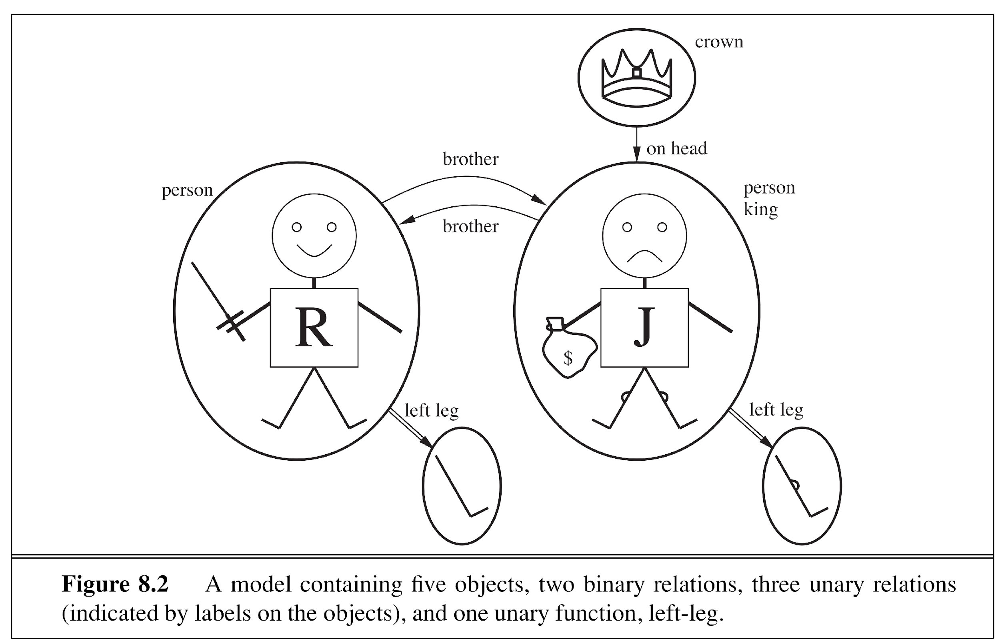 crown
on head
brother
person
person
king
brother
R
J
$
left leg
left leg
Figure 8.2 A model containing five objects, two binary relations, three unary relations
(indicated by labels on the objects), and one unary function, left-leg.